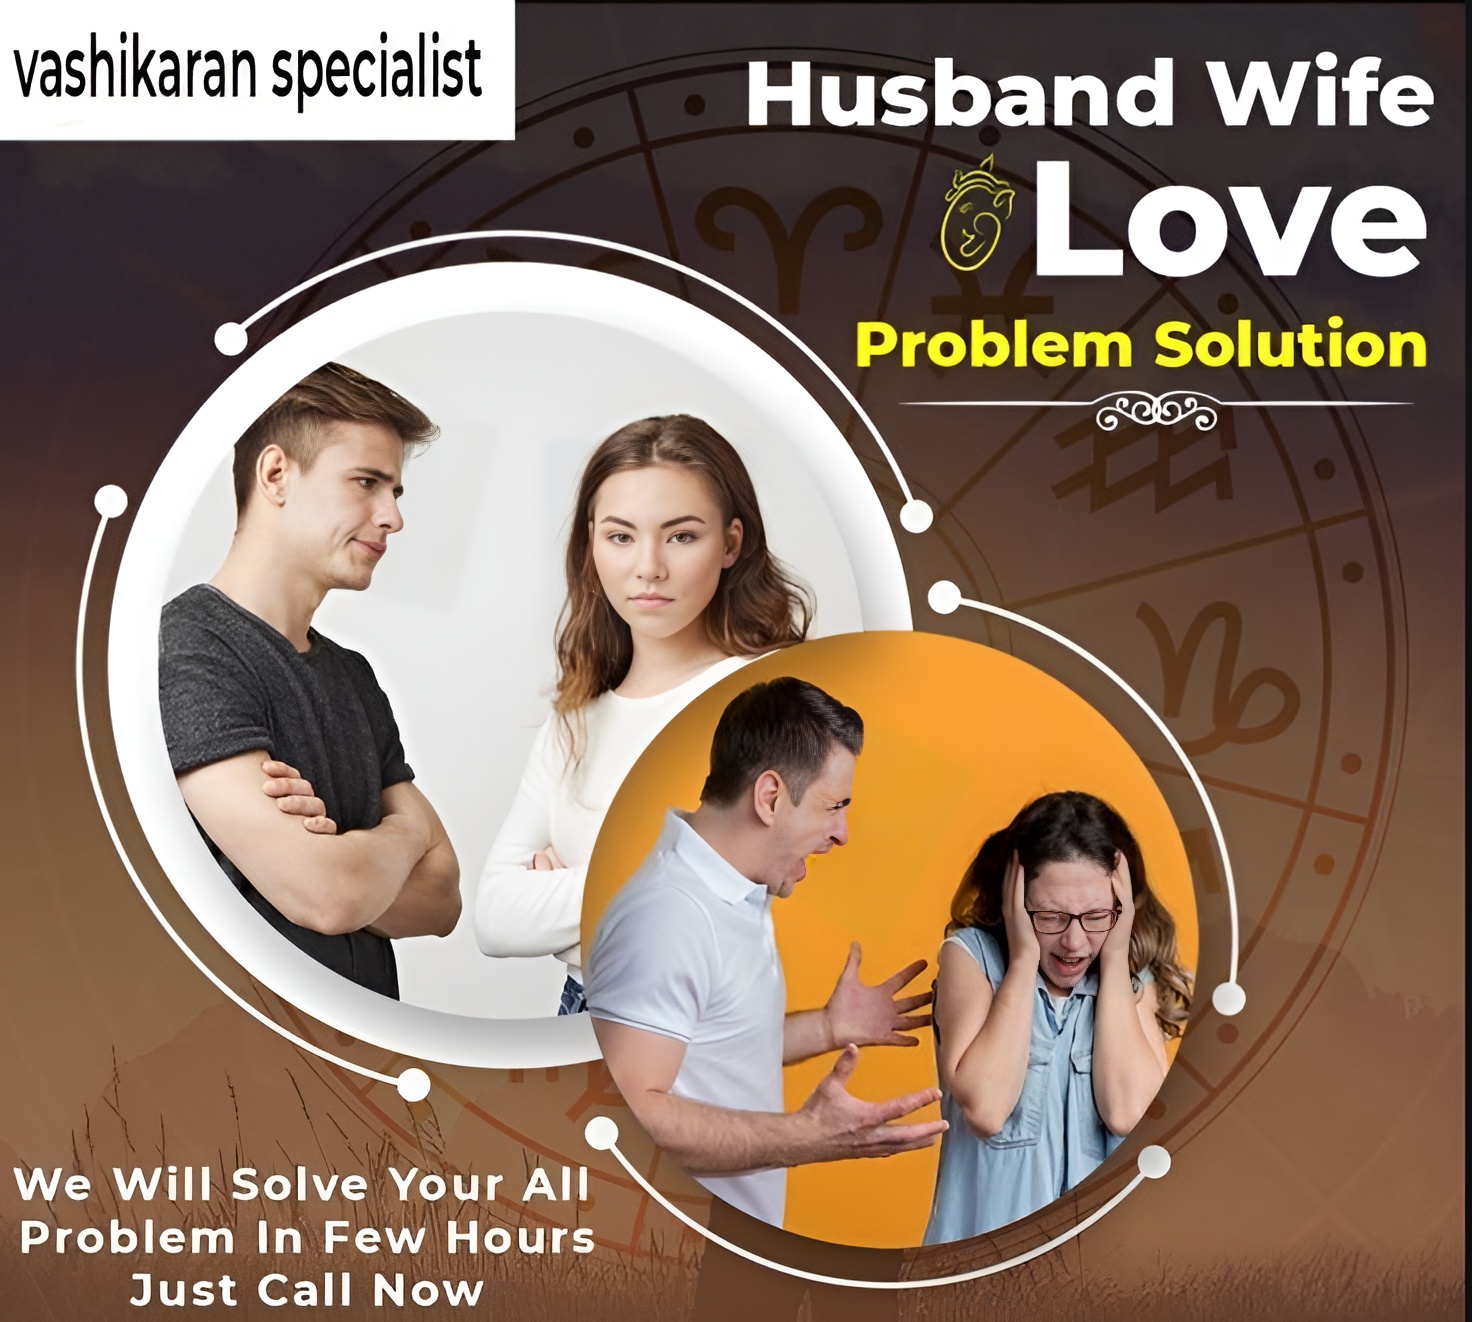 vashikaran specialist
Husband Wife
Love
Problem Solution
We Will Solve Your All
Problem In Few Hours
Just Call Now